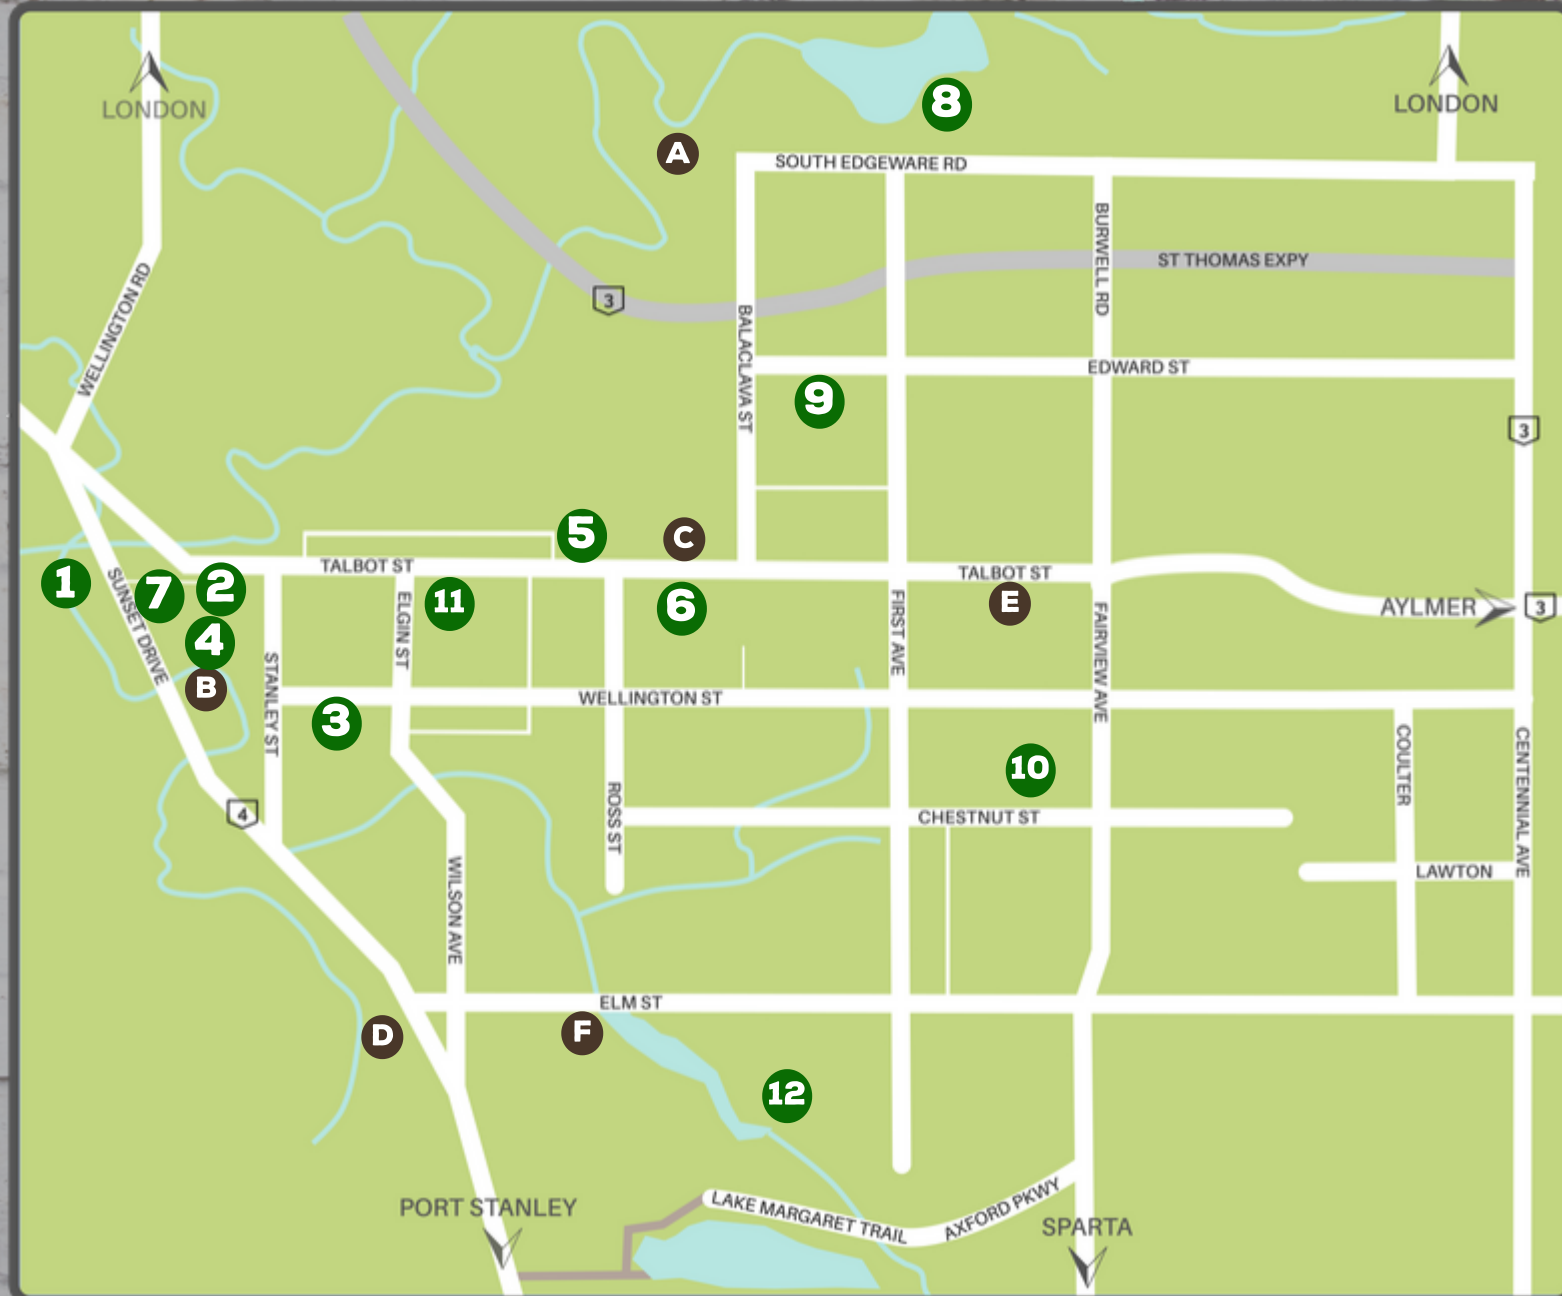 LONDON
LONDON
8
A
SOUTH EDGEWARE RD
BURWELL RD
ST THOMAS EXPY
WELLINGTON RD
3
BALACLAVA ST
EDWARD ST
9
3
5
C
TALBOT ST
TALBOT ST
1
7
2
SUNSET DRIVE
ELGIN ST
11
6
FIRST AVE
E
FAIRVIEW AVE
AYLMER
3
4
B
STANLEY ST
WELLINGTON ST
3
10
COULTER
CENTENNIAL AVE
4
ROSS ST
CHESTNUT ST
WILSON AVE
LAWTON
ELM ST
D
F
12
PORT STANLEY
LAKE MARGARET TRAIL
AXFORD PKWY
SPARTA